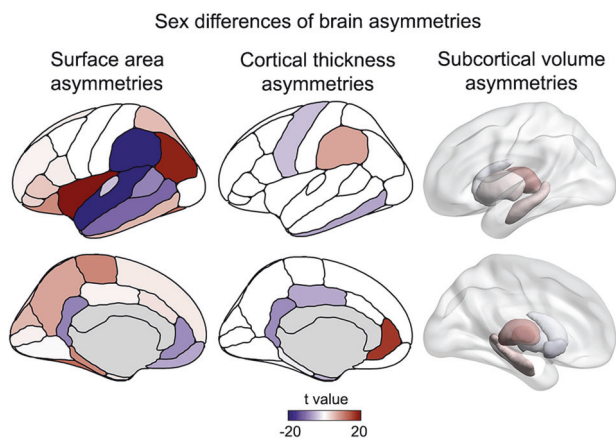 Sex differences of brain asymmetries
Surface area
asymmetries
Cortical thickness
asymmetries
Subcortical volume
asymmetries
t value
-20 20